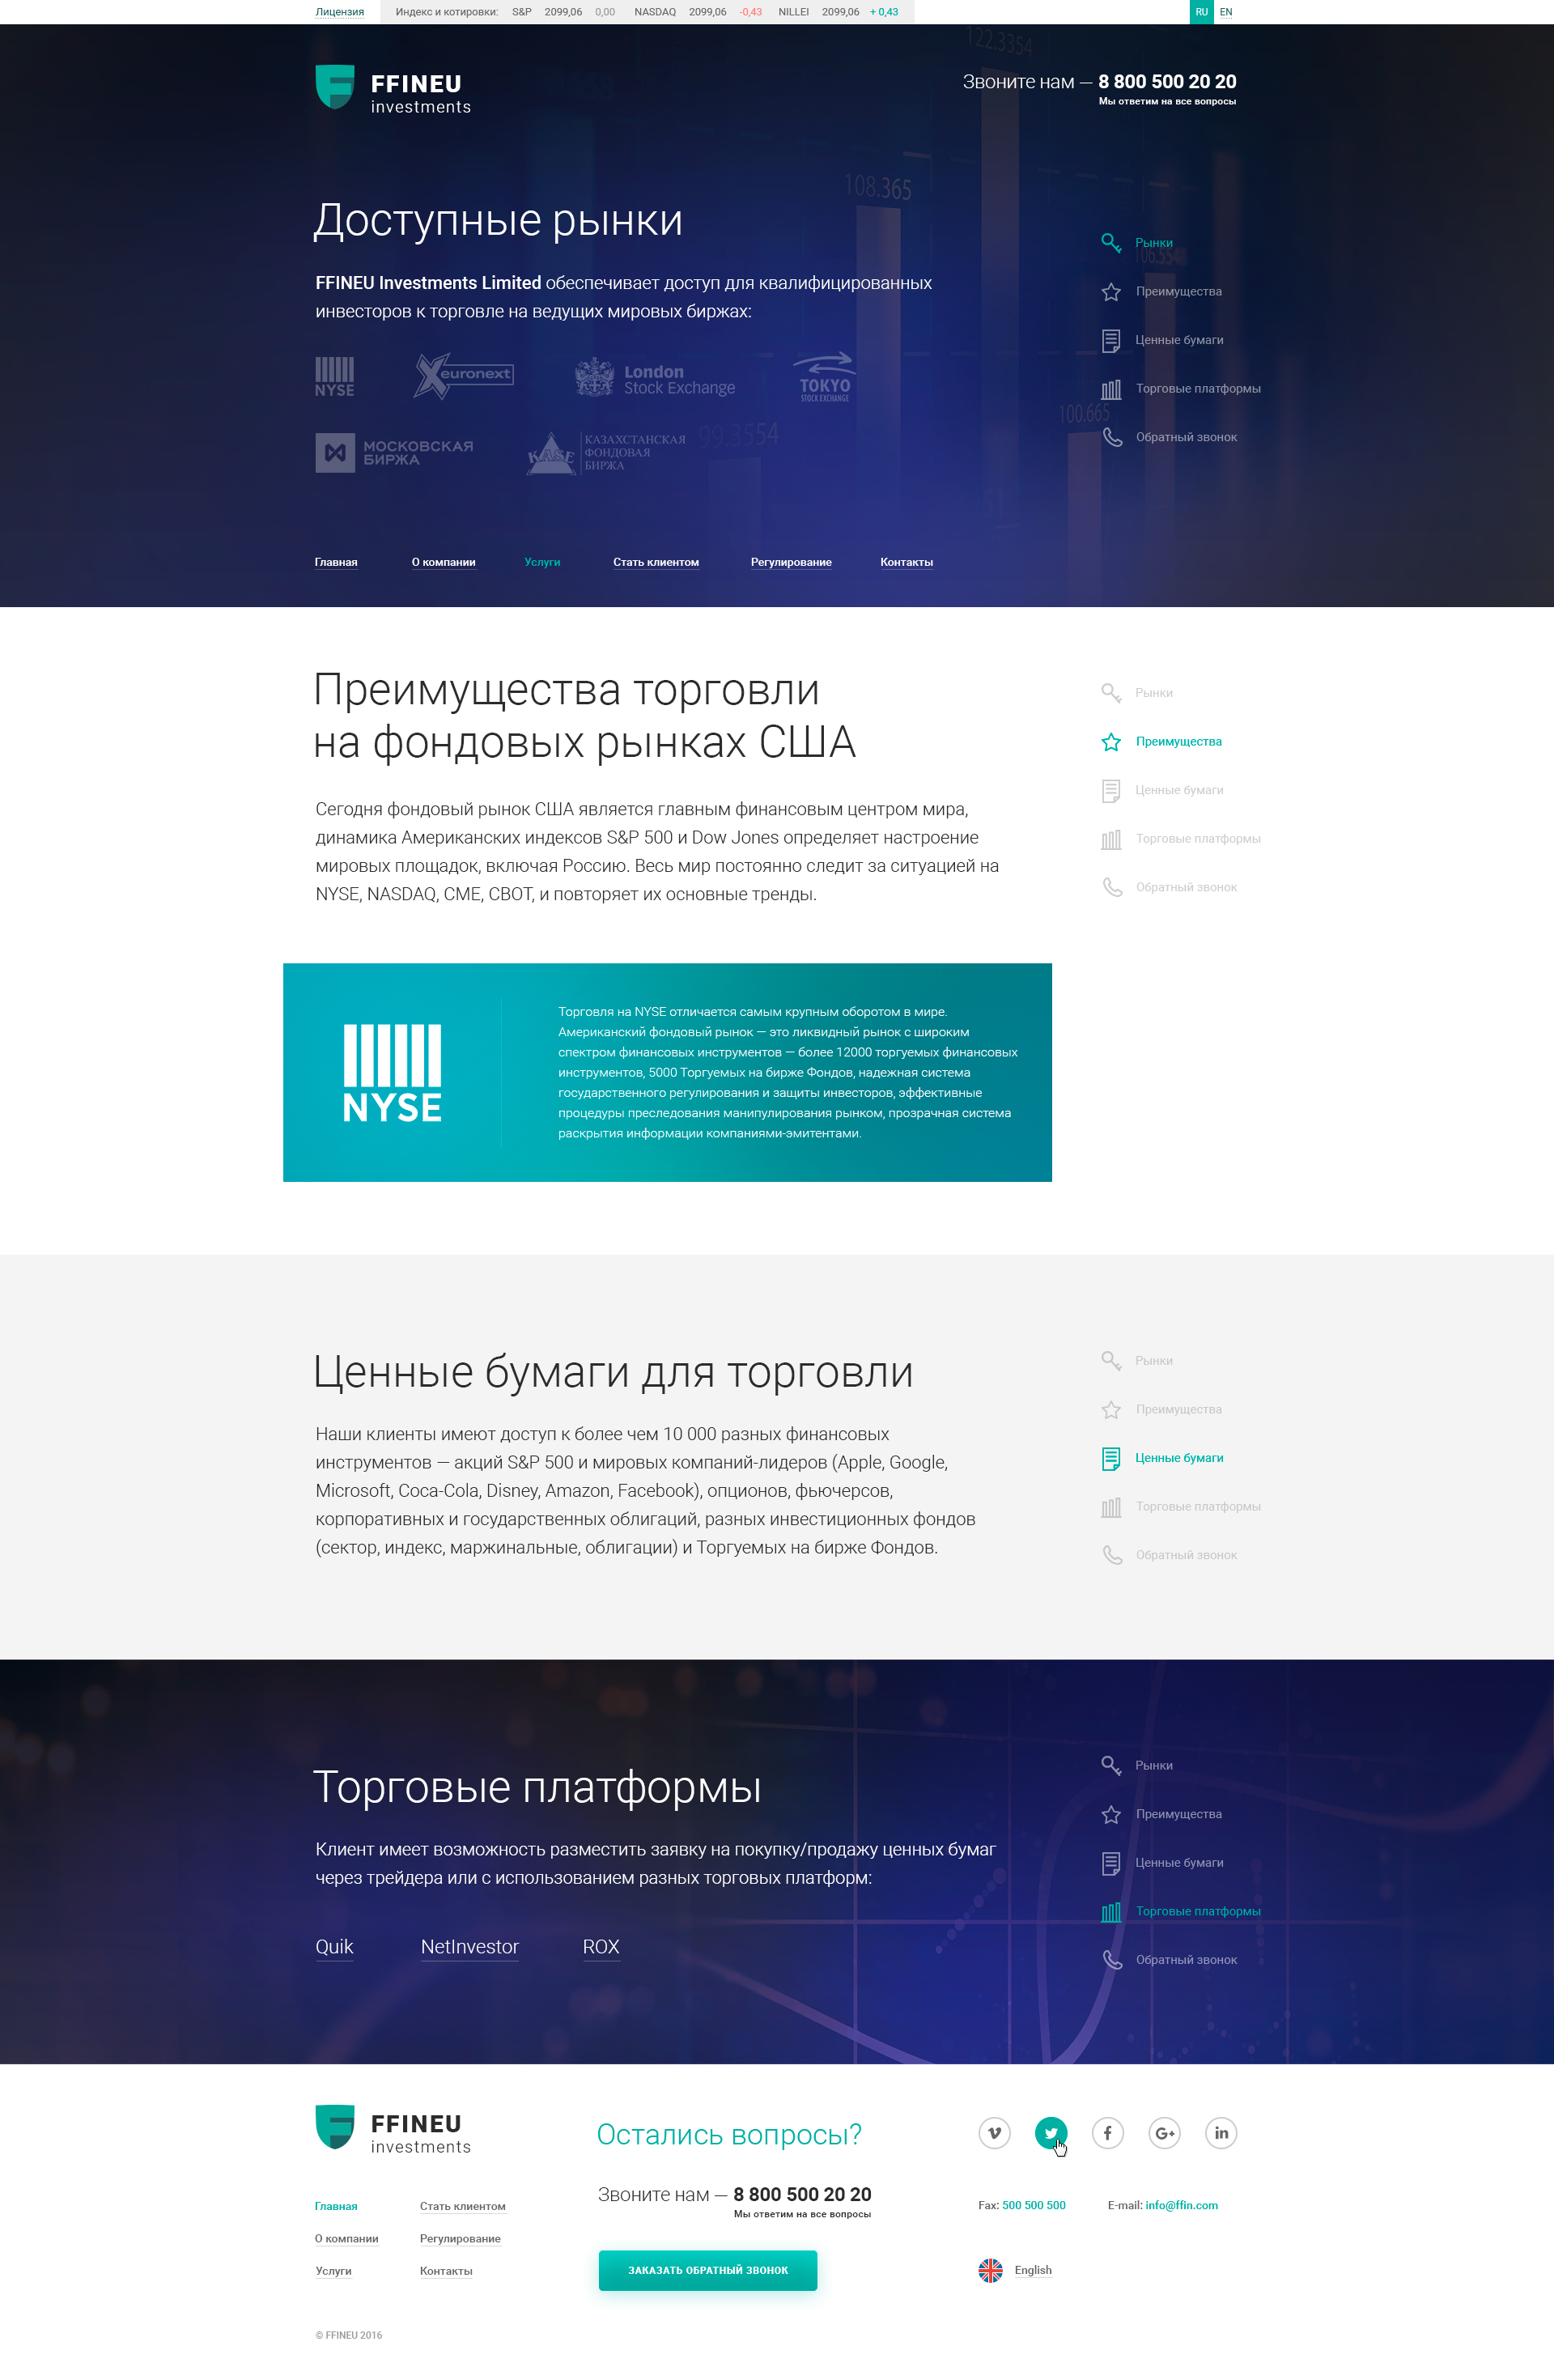 Лицензия Индекс и котировки: S&P 2099,06 0,00 NASDAQ 2099,06 -0,43 NILLEI 2099,06 + 0,43 RU EN
122.3354
FFINEU
investments
Звоните нам — 8 800 500 20 20
Мы ответим на все вопросы
108.365
Доступные рынки
FFINEU Investments Limited обеспечивает доступ для квалифицированных
инвесторов к торговле на ведущих мировых биржах:
Рынки
106.554
Преимущества
Ценные бумаги
Торговые платформы
100.665
Обратный звонок
NYSE
euronext
London
Stock Exchange
TOKYO
STOCK EXCHANGE
МОСКОВСКАЯ
БИРЖА
KASE
КАЗАХСТАНСКАЯ
ФОНДОВАЯ
БИРЖА
99.3554
Главная О компании Услуги Стать клиентом Регулирование Контакты
Преимущества торговли
на фондовых рынках США
Сегодня фондовый рынок США является главным финансовым центром мира,
динамика Американских индексов S&P 500 и Dow Jones определяет настроение
мировых площадок, включая Россию. Весь мир постоянно следит за ситуацией на
NYSE, NASDAQ, CME, CBOT, и повторяет их основные тренды.
Рынки
Преимущества
Ценные бумаги
Торговые платформы
Обратный звонок
NYSE
Торговля на NYSE отличается самым крупным оборотом в мире.
Американский фондовый рынок — это ликвидный рынок с широким
спектром финансовых инструментов — более 12000 торгуемых финансовых
инструментов, 5000 Торгуемых на бирже Фондов, надежная система
государственного регулирования и защиты инвесторов, эффективные
процедуры преследования манипулирования рынком, прозрачная система
раскрытия информации компаниями-эмитентами.
Ценные бумаги для торговли
Наши клиенты имеют доступ к более чем 10 000 разных финансовых
инструментов — акций S&P 500 и мировых компаний-лидеров (Apple, Google,
Microsoft, Coca-Cola, Disney, Amazon, Facebook), опционов, фьючерсов,
корпоративных и государственных облигаций, разных инвестиционных фондов
(сектор, индекс, маржинальные, облигации) и Торгуемых на бирже Фондов.
Рынки
Преимущества
Ценные бумаги
Торговые платформы
Обратный звонок
Торговые платформы
Клиент имеет возможность разместить заявку на покупку/продажу ценных бумаг
через трейдера или с использованием разных торговых платформ:
Quik NetInvestor ROX
Рынки
Преимущества
Ценные бумаги
Торговые платформы
Обратный звонок
FFINEU
investments
Главная
О компании
Услуги
Стать клиентом
Регулирование
Контакты
Остались вопросы?
Звоните нам — 8 800 500 20 20
Мы ответим на все вопросы
ЗАКАЗАТЬ ОБРАТНЫЙ ЗВОНОК
Fax: 500 500 500 E-mail: info@ffin.com
English
© FFINEU 2016